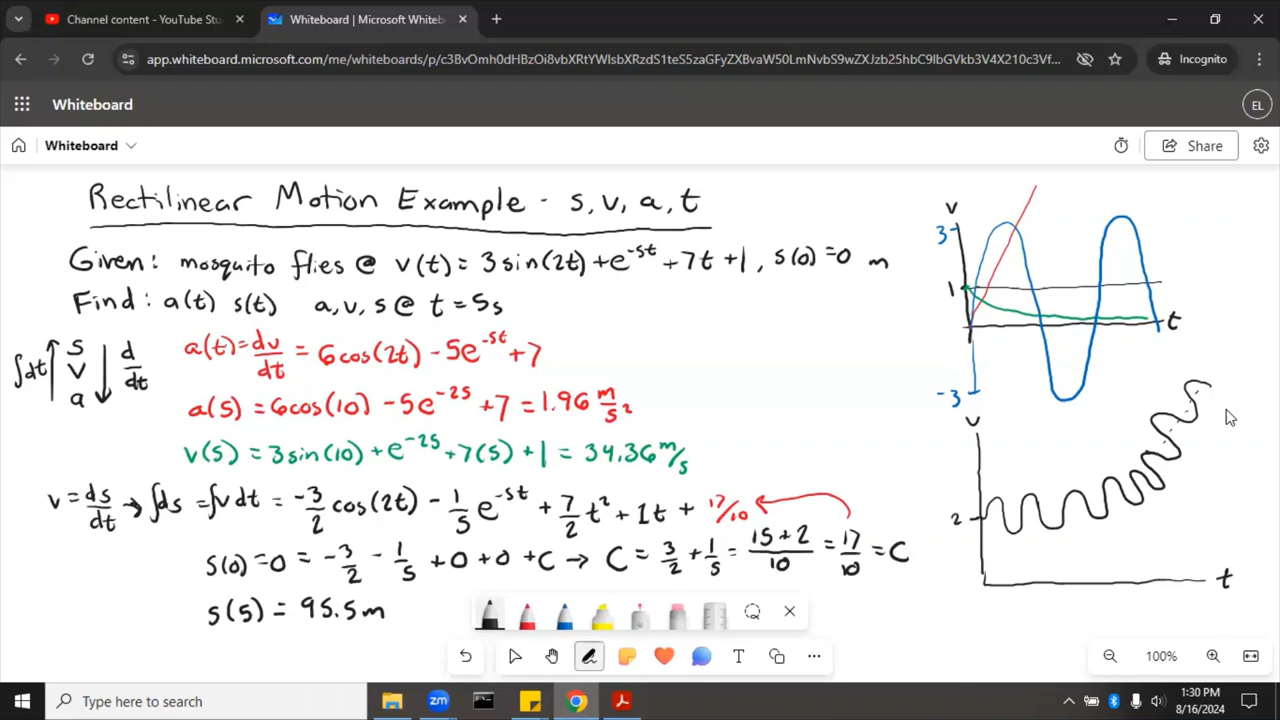 Channel content - YouTube Stu
Whiteboard | Microsoft Whiteb
app.whiteboard.microsoft.com/me/whiteboards/p/c3BvOmh0dHBzOi8vbXRtYWlsbXRzdS1teS5zaGFyZXBvaW50LmNvbS9wZXJzb25hbC9lbGVkb3V4X210c3Vf...
Incognito
Whiteboard
EL
Whiteboard
Share
Rectilinear Motion Example - s, v, a, t
Given: mosquito flies @ v(t) = 3sin(2t) + e^-5t + 7t + 1, s(0) = 0 m
Find: a(t) s(t) a, v, s @ t = 5s
∫dt s v a d/dt
a(t) = dv/dt = 6cos(2t) - 5e^-5t + 7
a(5) = 6cos(10) - 5e^-25 + 7 = 1.96 m/s²
v(5) = 3sin(10) + e^-25 + 7(5) + 1 = 34.36 m/s
v = ds/dt → ∫ds = ∫v dt = -3/2 cos(2t) - 1/5 e^-5t + 7/2 t² + 1t + 17/10
s(0) = 0 = -3/2 - 1/5 + 0 + 0 + C → C = 3/2 + 1/5 = 15+2/10 = 17/10 = C
s(5) = 95.5m
v
3
1
t
-3
v
2
t
T
100%
Type here to search
zm
1:30 PM
8/16/2024